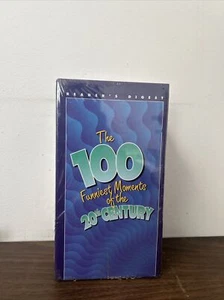 READER'S DIGEST
The
100
Funniest Moments
of the
20th CENTURY